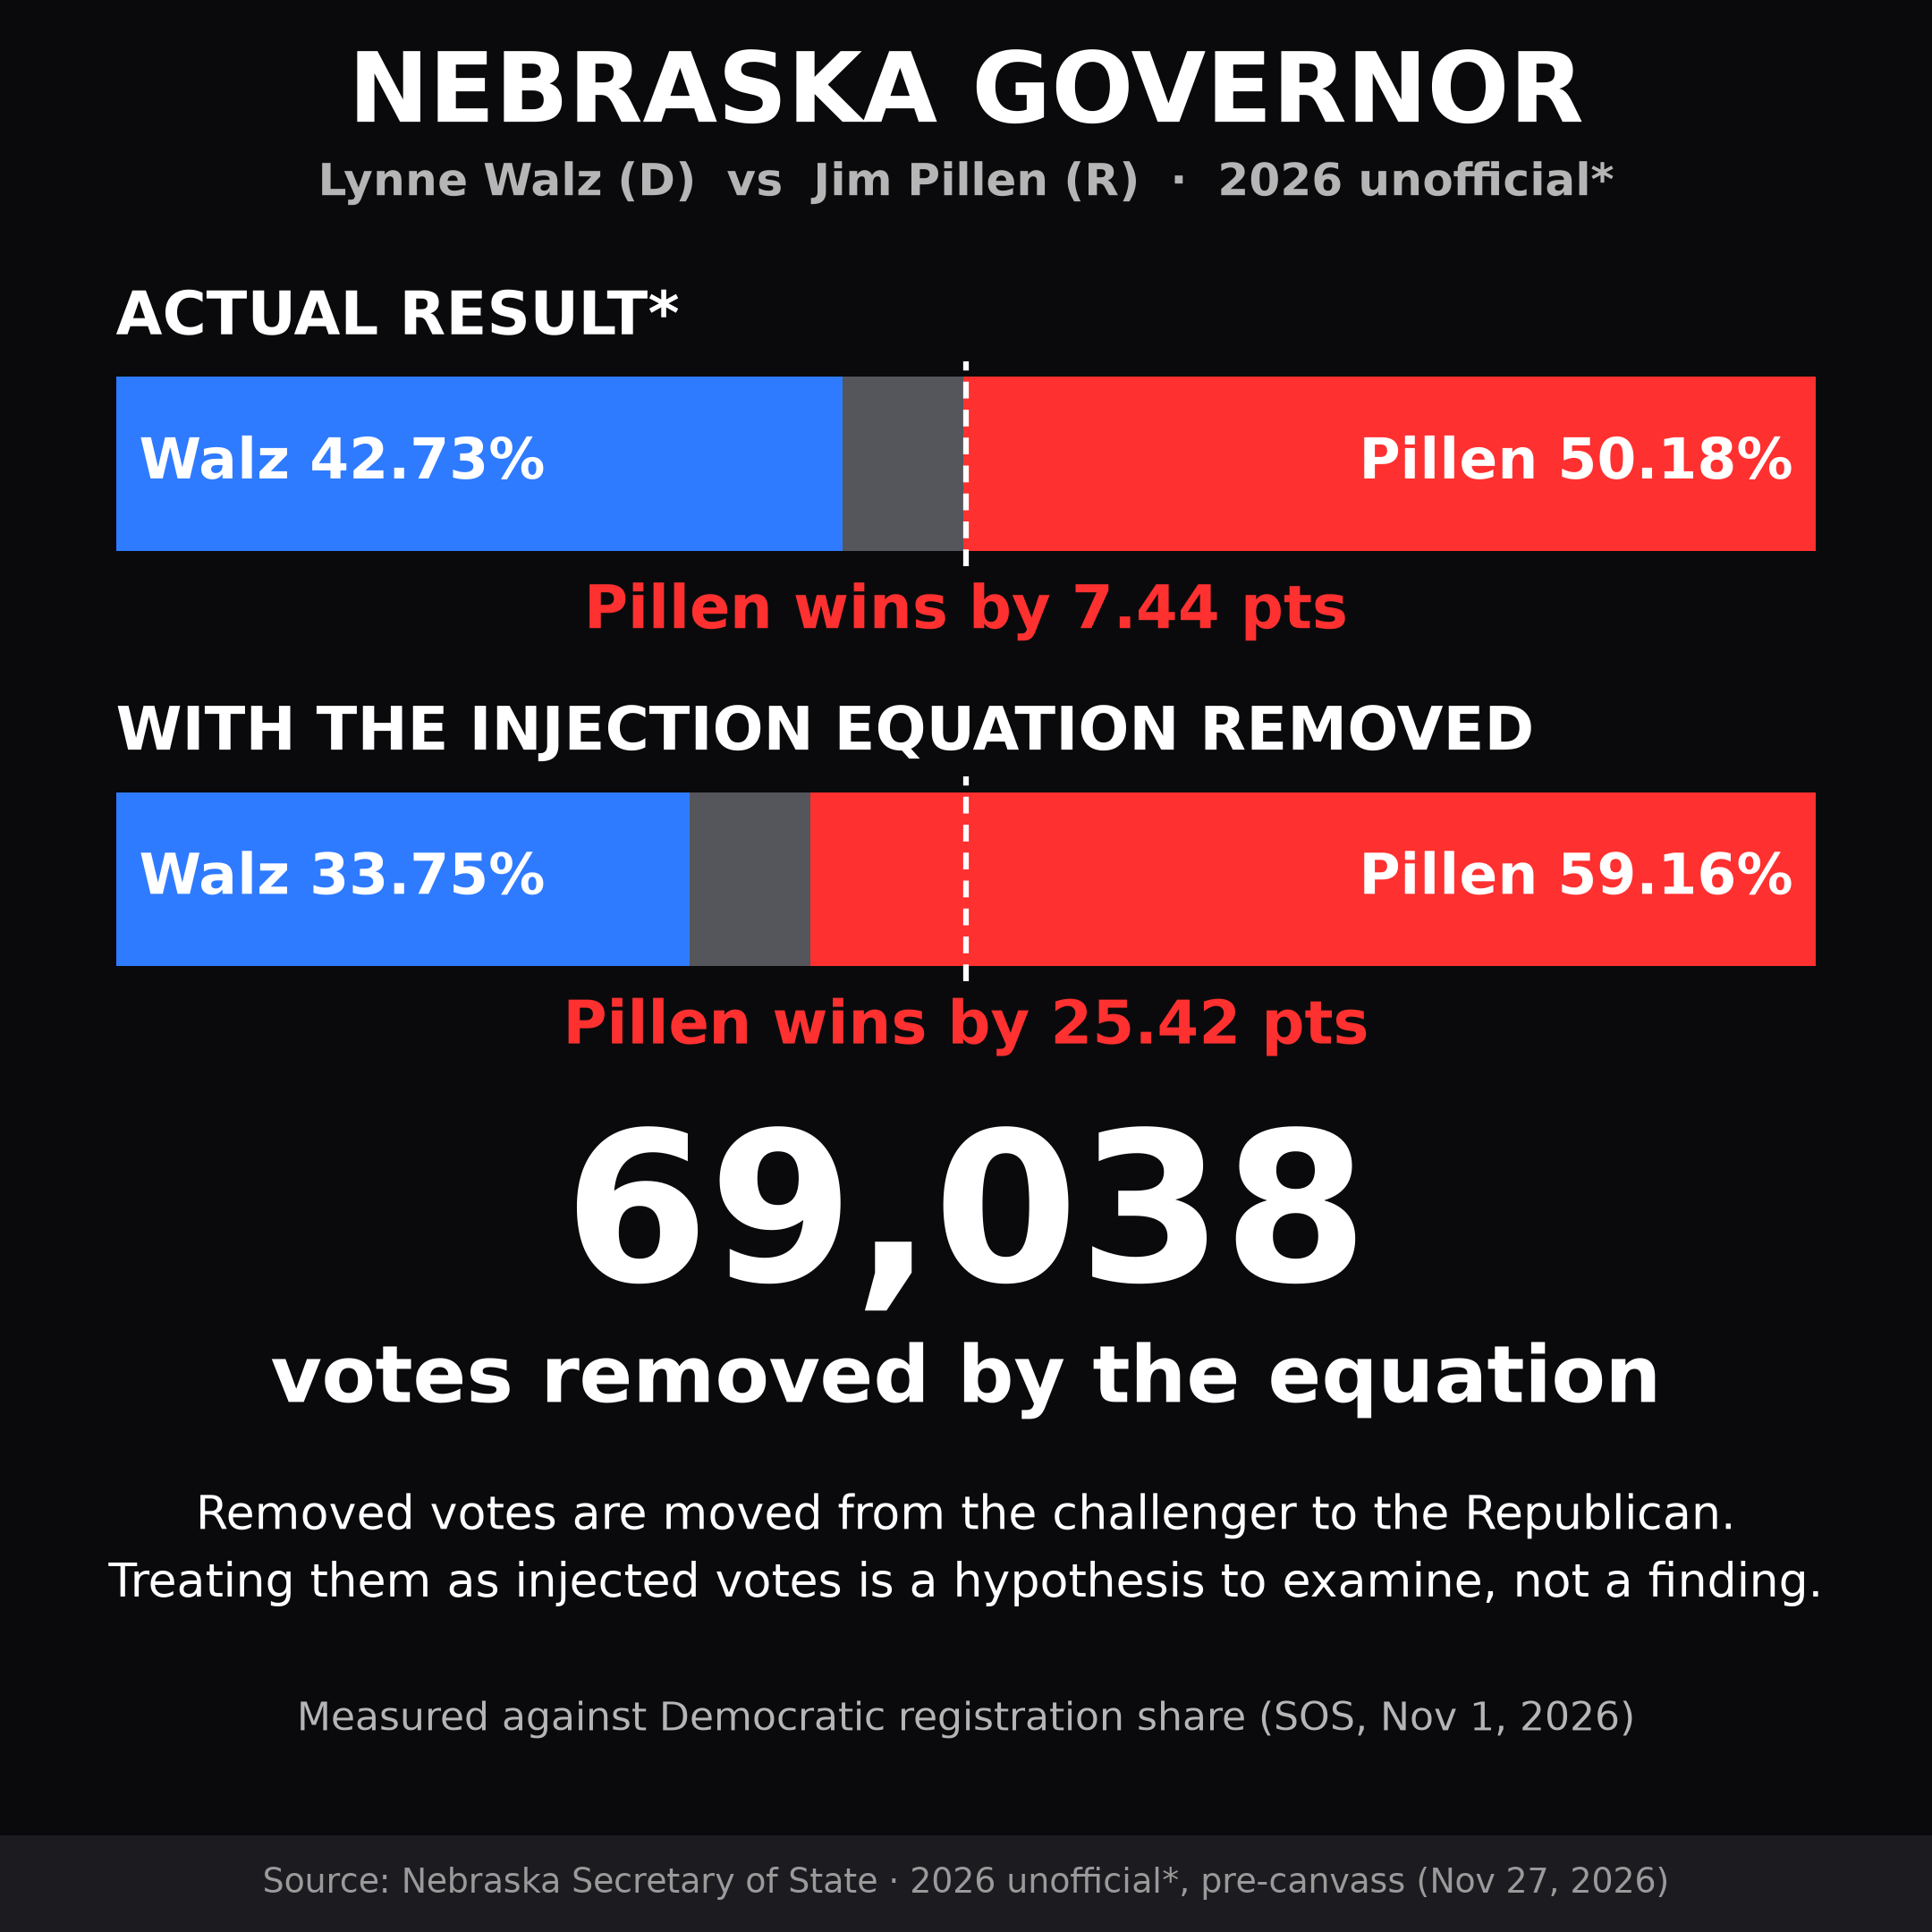 NEBRASKA GOVERNOR
Lynne Walz (D) vs Jim Pillen (R) · 2026 unofficial*
ACTUAL RESULT*
Walz 42.73%
Pillen 50.18%
Pillen wins by 7.44 pts
WITH THE INJECTION EQUATION REMOVED
Walz 33.75%
Pillen 59.16%
Pillen wins by 25.42 pts
69,038
votes removed by the equation
Removed votes are moved from the challenger to the Republican.
Treating them as injected votes is a hypothesis to examine, not a finding.
Measured against Democratic registration share (SOS, Nov 1, 2026)
Source: Nebraska Secretary of State · 2026 unofficial*, pre-canvass (Nov 27, 2026)